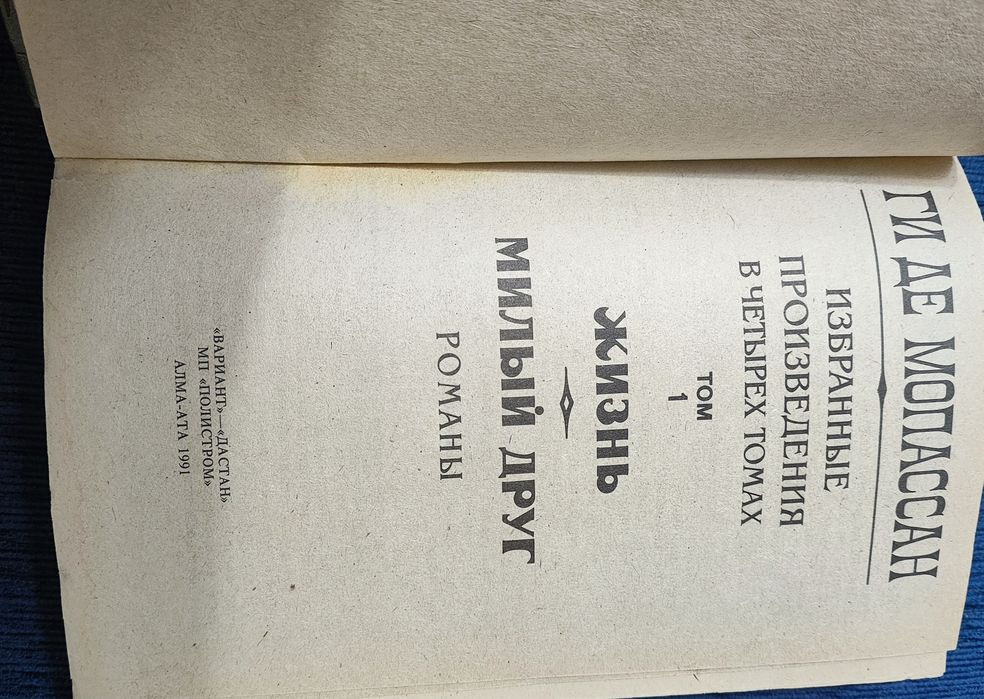 ГИ ДЕ МОПАССАН
ИЗБРАННЫЕ
ПРОИЗВЕДЕНИЯ
В ЧЕТЫРЕХ ТОМАХ
ТОМ
1
ЖИЗНЬ
МИЛЫЙ ДРУГ
РОМАНЫ
«ВАРИАНТ»—«ДАСТАН»
МП «ПОЛИСТРОМ»
АЛМА-АТА 1991